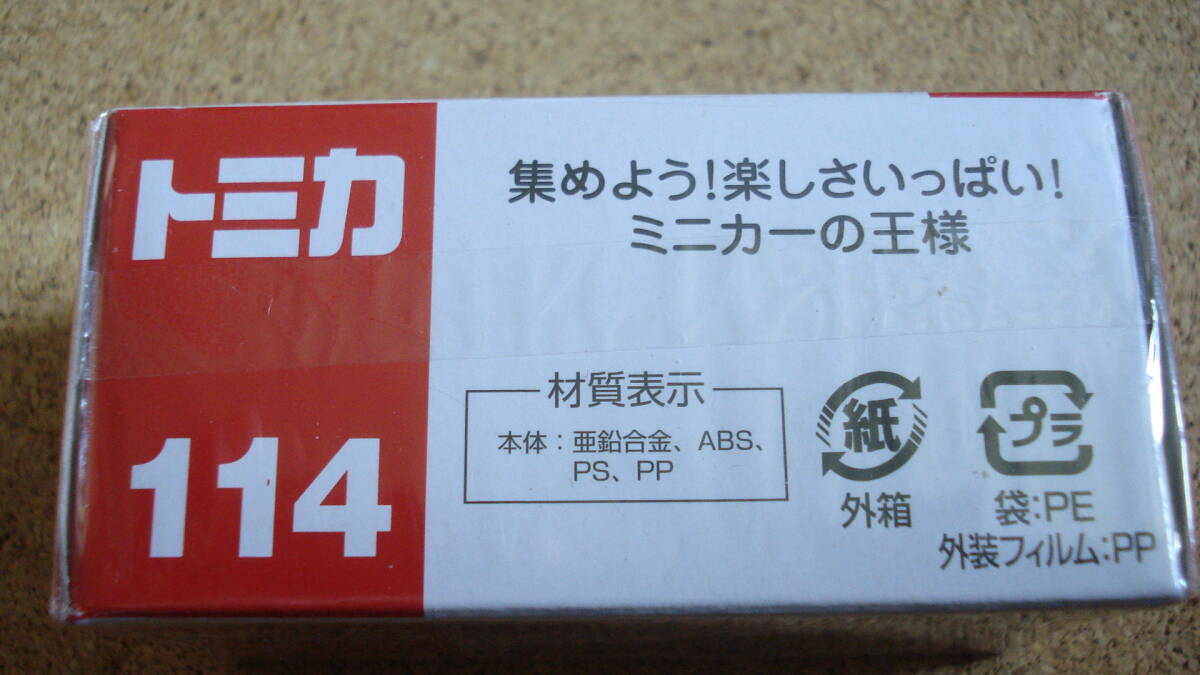 トミカ
114
集めよう!楽しさいっぱい!
ミニカーの王様
材質表示
本体:亜鉛合金、ABS、
PS、PP
紙
外箱
プラ
袋:PE
外装フィルム:PP